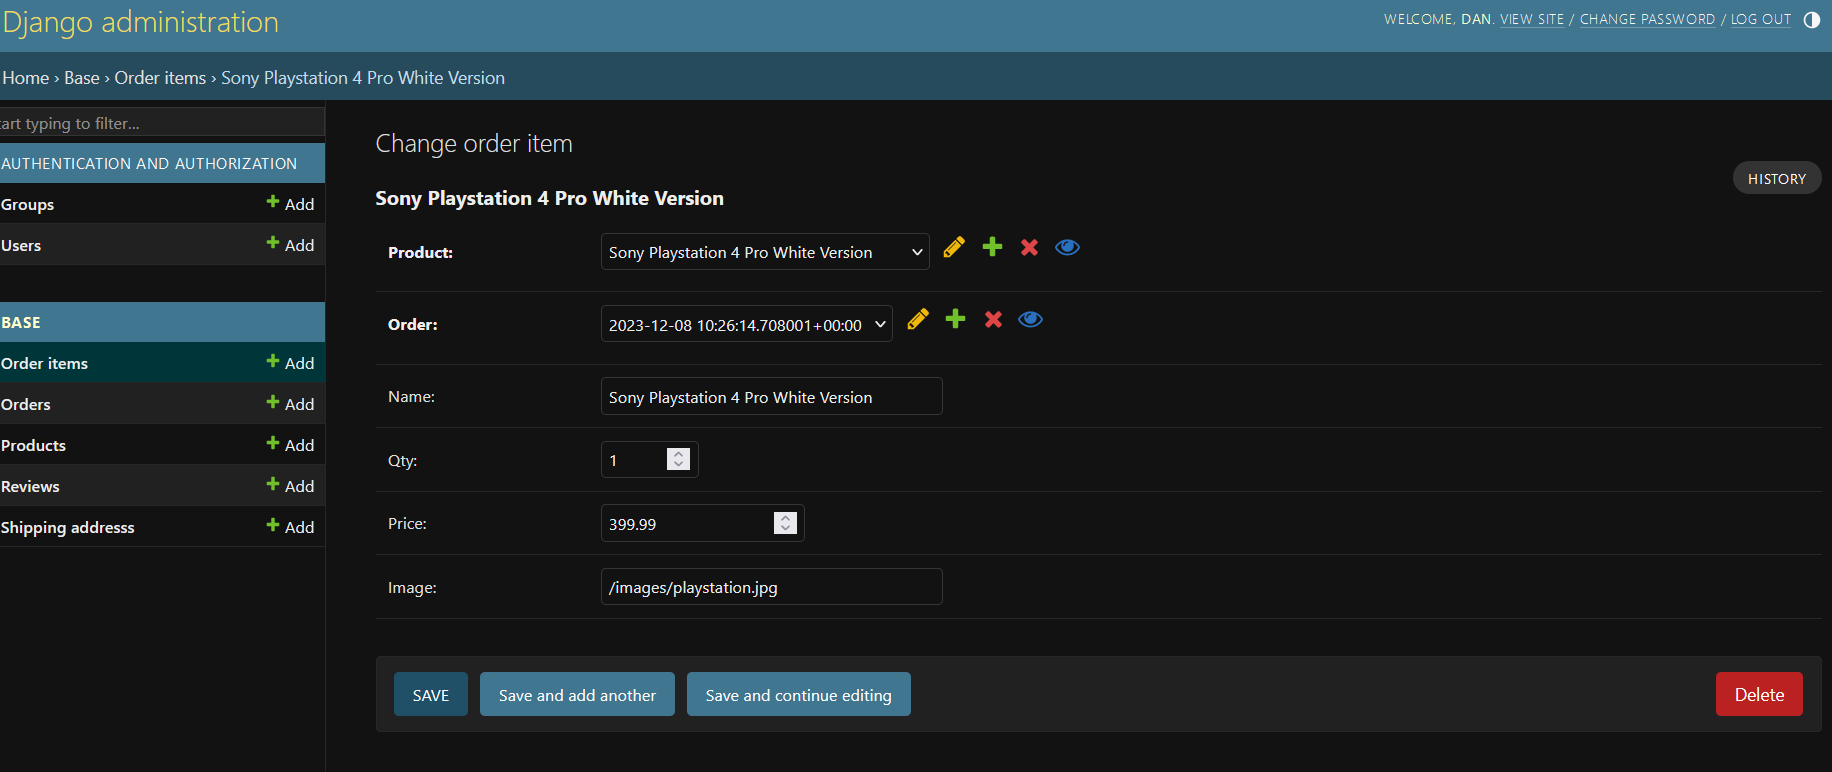 Django administration
WELCOME, DAN. VIEW SITE / CHANGE PASSWORD / LOG OUT
Home › Base › Order items › Sony Playstation 4 Pro White Version
art typing to filter...
AUTHENTICATION AND AUTHORIZATION
Groups Add
Users Add
BASE
Order items Add
Orders Add
Products Add
Reviews Add
Shipping addresss Add
Change order item
HISTORY
Sony Playstation 4 Pro White Version
Product: Sony Playstation 4 Pro White Version
Order: 2023-12-08 10:26:14.708001+00:00
Name: Sony Playstation 4 Pro White Version
Qty: 1
Price: 399.99
Image: /images/playstation.jpg
SAVE Save and add another Save and continue editing Delete